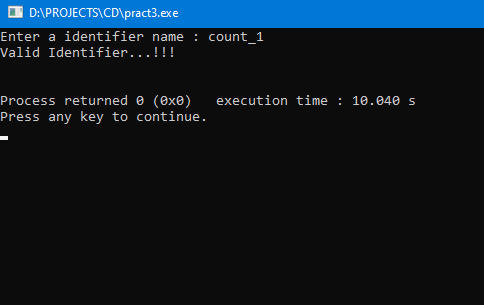 D:\PROJECTS\CD\pract3.exe
Enter a identifier name : count_1
Valid Identifier...!!!
Process returned 0 (0x0)   execution time : 10.040 s
Press any key to continue.